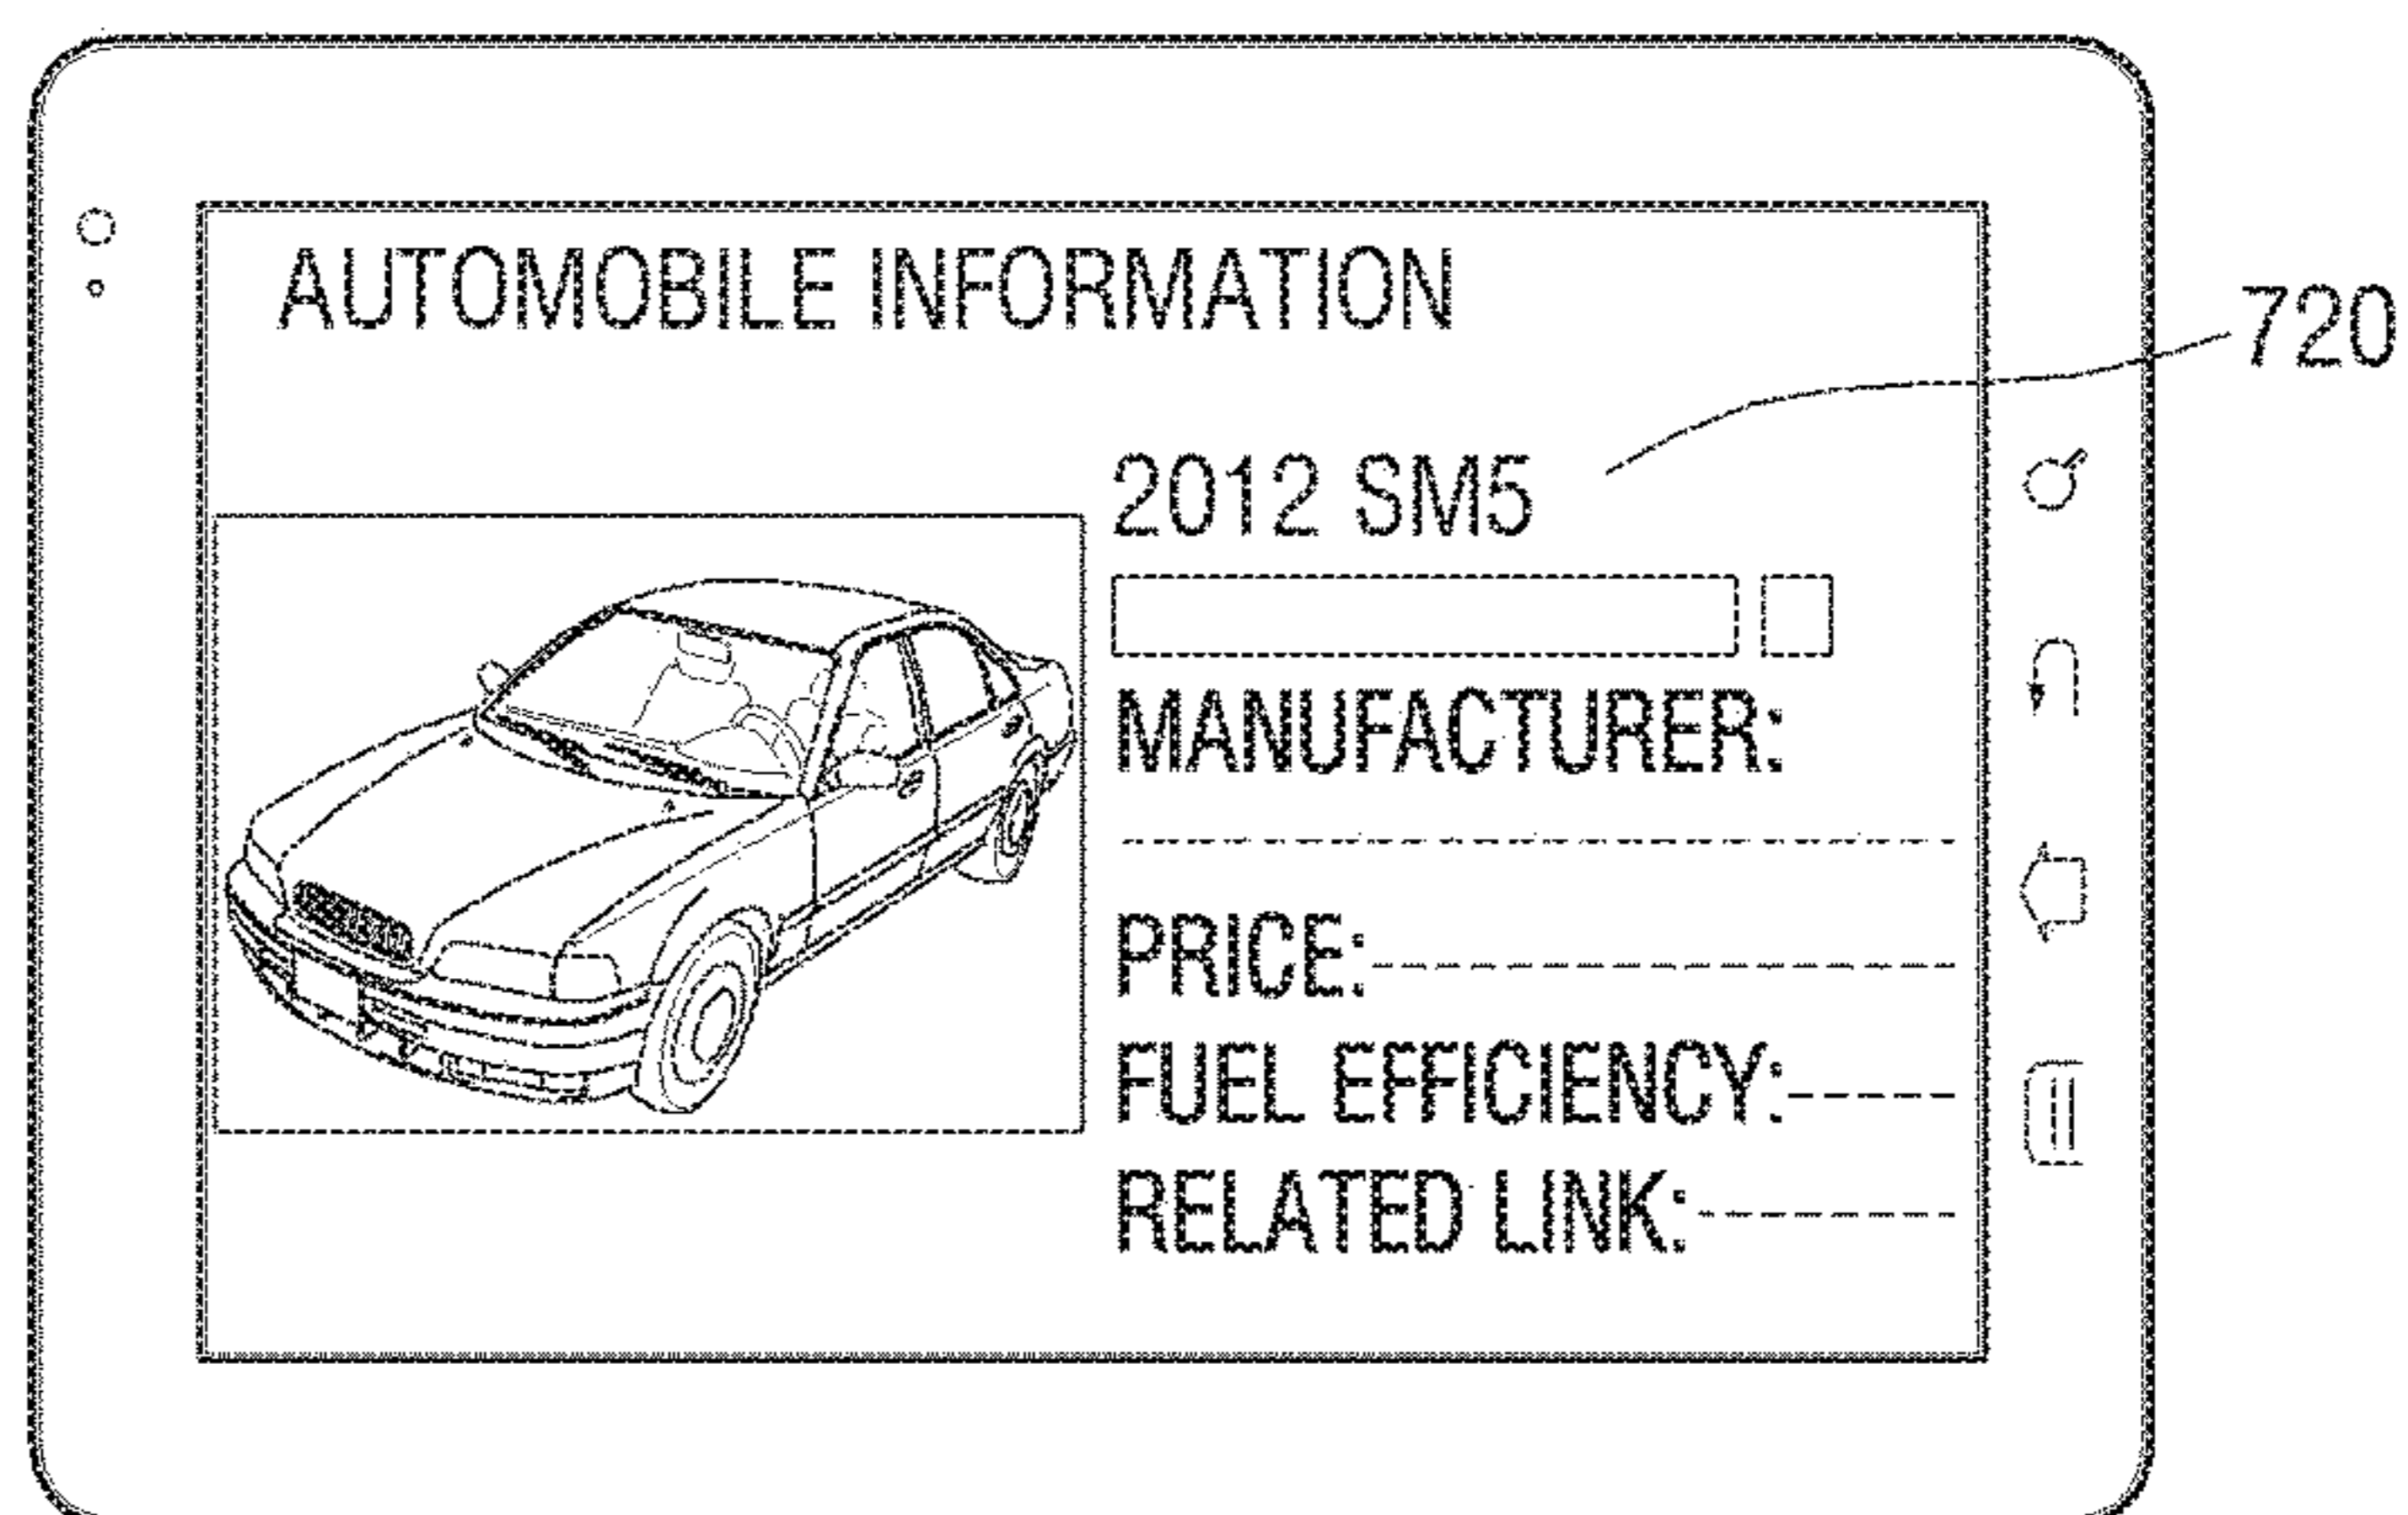 AUTOMOBILE INFORMATION
720
2012 SM5
MANUFACTURER:
PRICE:
FUEL EFFICIENCY:
RELATED LINK: